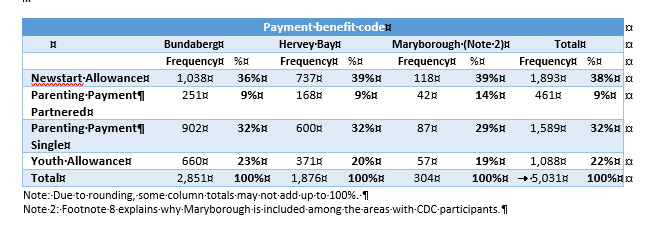 Payment benefit code
Bundaberg Hervey Bay Maryborough (Note 2) Total
Frequency % Frequency % Frequency % Frequency %
Newstart Allowance 1,038 36% 737 39% 118 39% 1,893 38%
Parenting Payment 251 9% 168 9% 42 14% 461 9%
Partnered
Parenting Payment 902 32% 600 32% 87 29% 1,589 32%
Single
Youth Allowance 660 23% 371 20% 57 19% 1,088 22%
Total 2,851 100% 1,876 100% 304 100% 5,031 100%
Note: Due to rounding, some column totals may not add up to 100%.
Note 2: Footnote 8 explains why Maryborough is included among the areas with CDC participants.